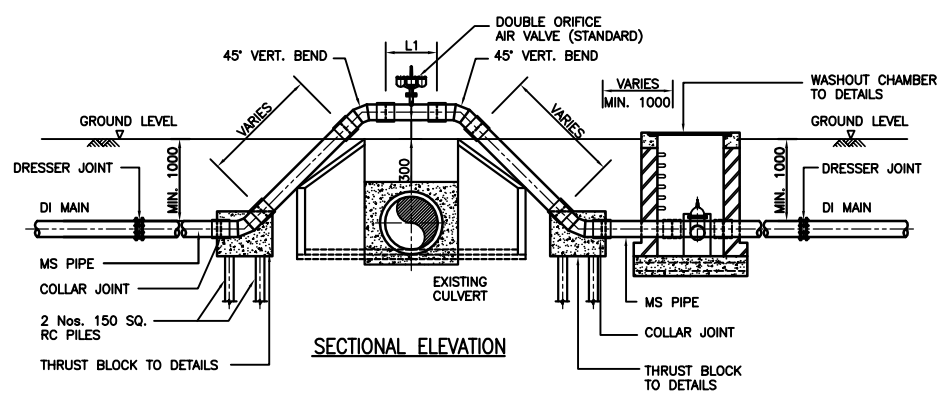 DOUBLE ORIFICE
AIR VALVE (STANDARD)
L1
45° VERT. BEND
45° VERT. BEND
VARIES
MIN. 1000
WASHOUT CHAMBER
TO DETAILS
VARIES
VARIES
GROUND LEVEL
GROUND LEVEL
DRESSER JOINT
MIN. 1000
300
MIN. 1000
DRESSER JOINT
DI MAIN
DI MAIN
MS PIPE
COLLAR JOINT
EXISTING
CULVERT
MS PIPE
2 Nos. 150 SQ.
RC PILES
COLLAR JOINT
SECTIONAL ELEVATION
THRUST BLOCK TO DETAILS
THRUST BLOCK
TO DETAILS